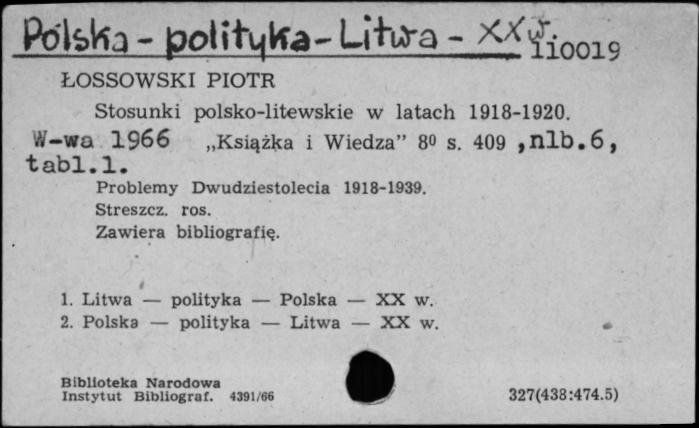 Polska - polityka - Litwa - XX w.
110019
ŁOSSOWSKI PIOTR
Stosunki polsko-litewskie w latach 1918-1920.
W-wa 1966 „Książka i Wiedza” 8⁰ s. 409 ,nlb.6,
tabl.1.
Problemy Dwudziestolecia 1918-1939.
Streszcz. ros.
Zawiera bibliografię.
1. Litwa — polityka — Polska — XX w.
2. Polska — polityka — Litwa — XX w.
Biblioteka Narodowa
Instytut Bibliograf. 4391/66
327(438:474.5)